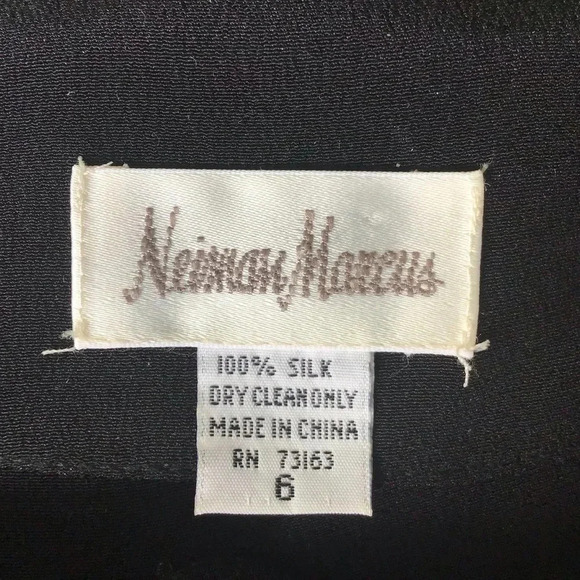 Neiman Marcus
100% SILK
DRY CLEAN ONLY
MADE IN CHINA
RN 73163
6